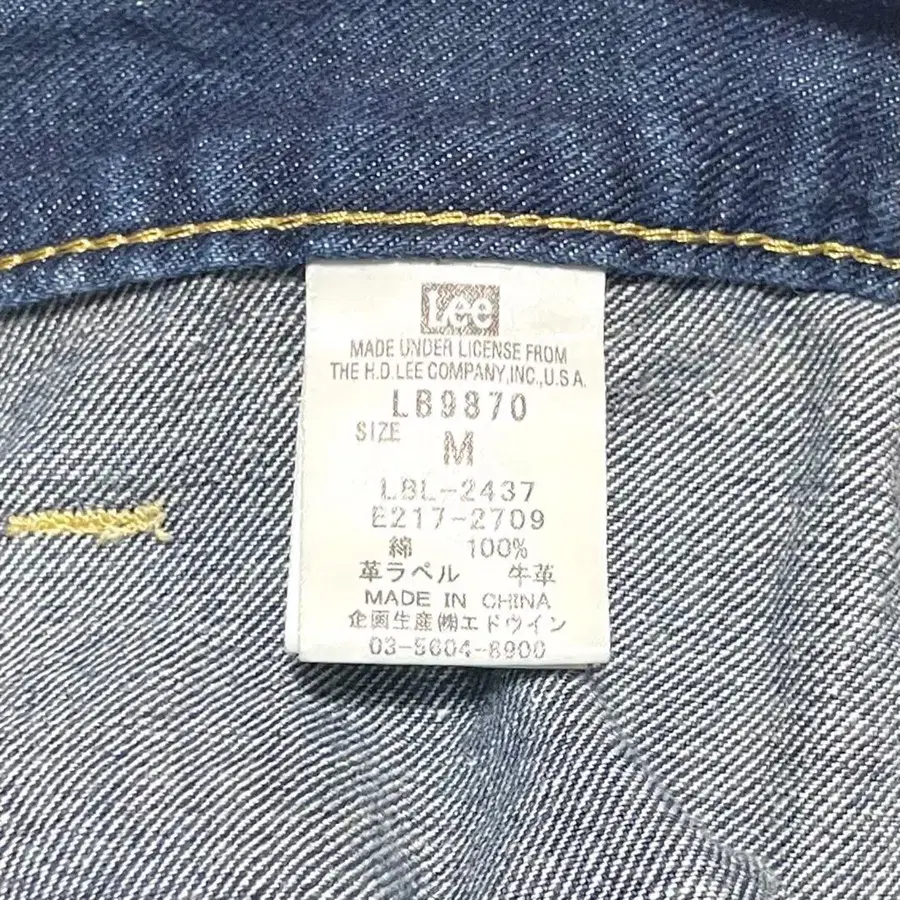 Lee
MADE UNDER LICENSE FROM
THE H.D. LEE COMPANY, INC., U.S.A.
LB9870
SIZE M
LBL-2437
E217-2709
綿 100%
革ラベル 牛革
MADE IN CHINA
企画生産㈱エドウイン
03-5604-8900